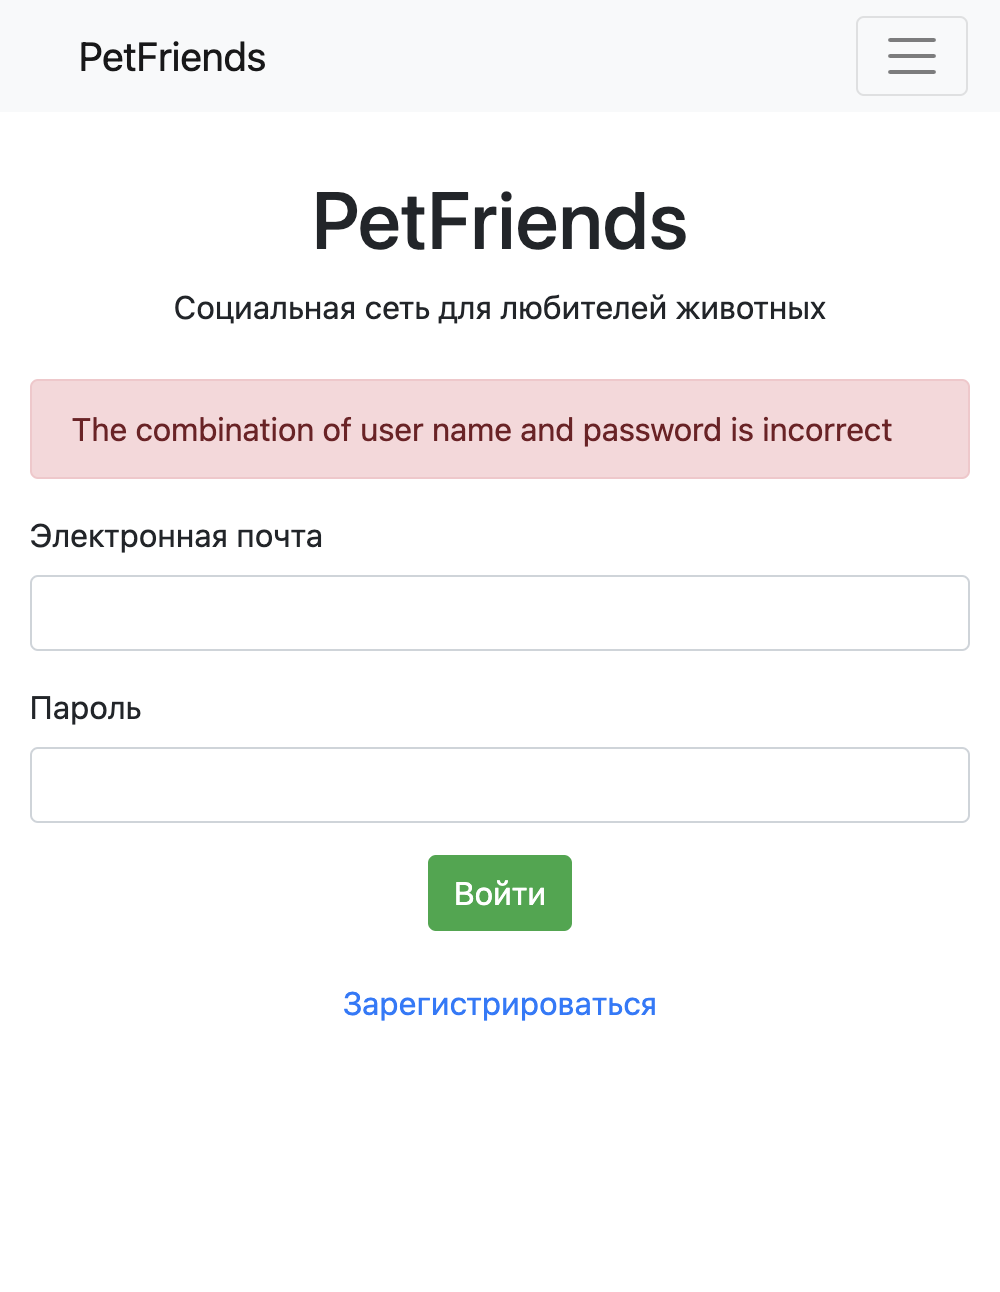 PetFriends
PetFriends
Социальная сеть для любителей животных
The combination of user name and password is incorrect
Электронная почта
Пароль
Войти
Зарегистрироваться